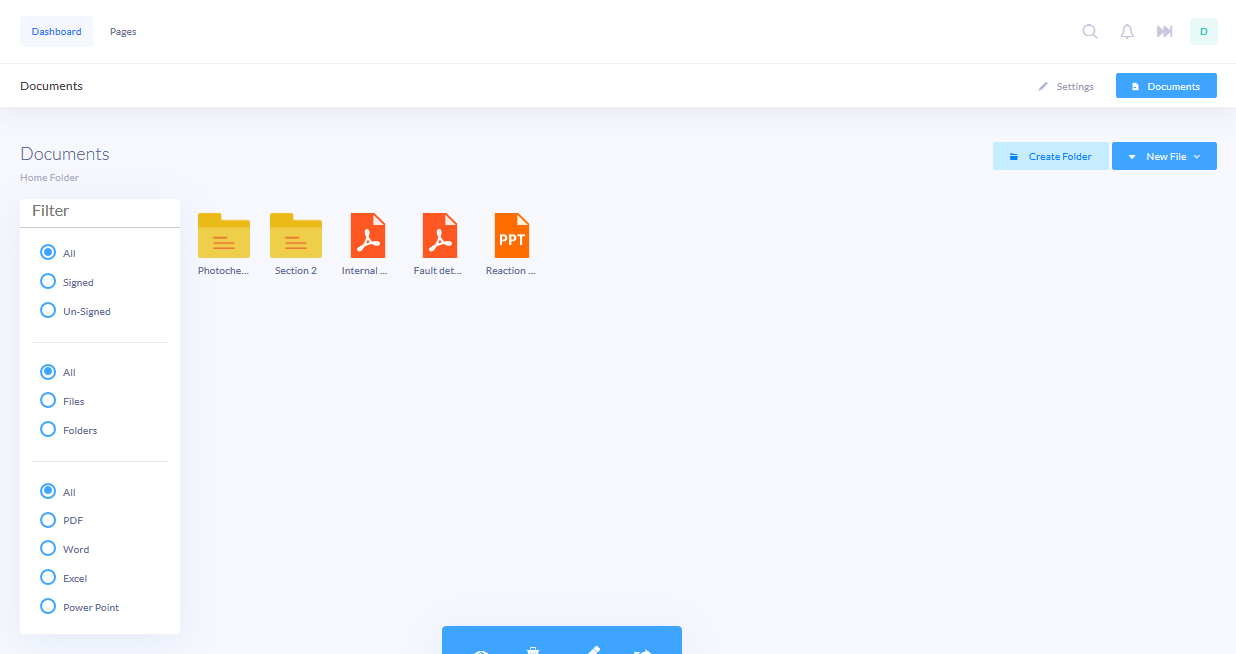 Dashboard
Pages
D
Documents
Settings
Documents
Documents
Home Folder
Create Folder
New File
Filter
All
Signed
Un-Signed
All
Files
Folders
All
PDF
Word
Excel
Power Point
PPT
Photoche...
Section 2
Internal ...
Fault det...
Reaction ...